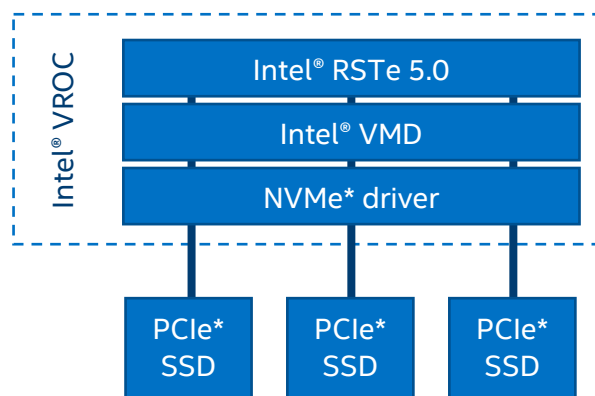 Intel® VROC
Intel® RSTe 5.0
Intel® VMD
NVMe* driver
PCIe*
SSD
PCIe*
SSD
PCIe*
SSD